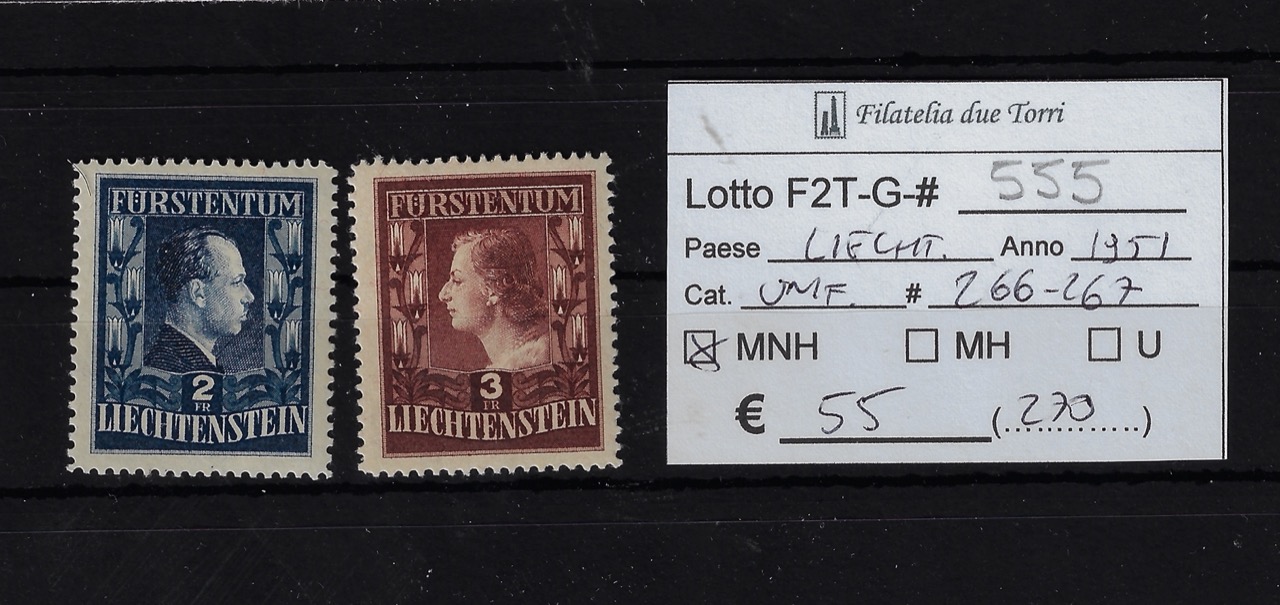 FÜRSTENTUM
2
FR
LIECHTENSTEIN
FÜRSTENTUM
3
FR
LIECHTENSTEIN
Filatelia due Torri
Lotto F2T-G-# 555
Paese LIECHT. Anno 1951
Cat. UNIF. # 266-267
MNH MH U
€ 55 (270)